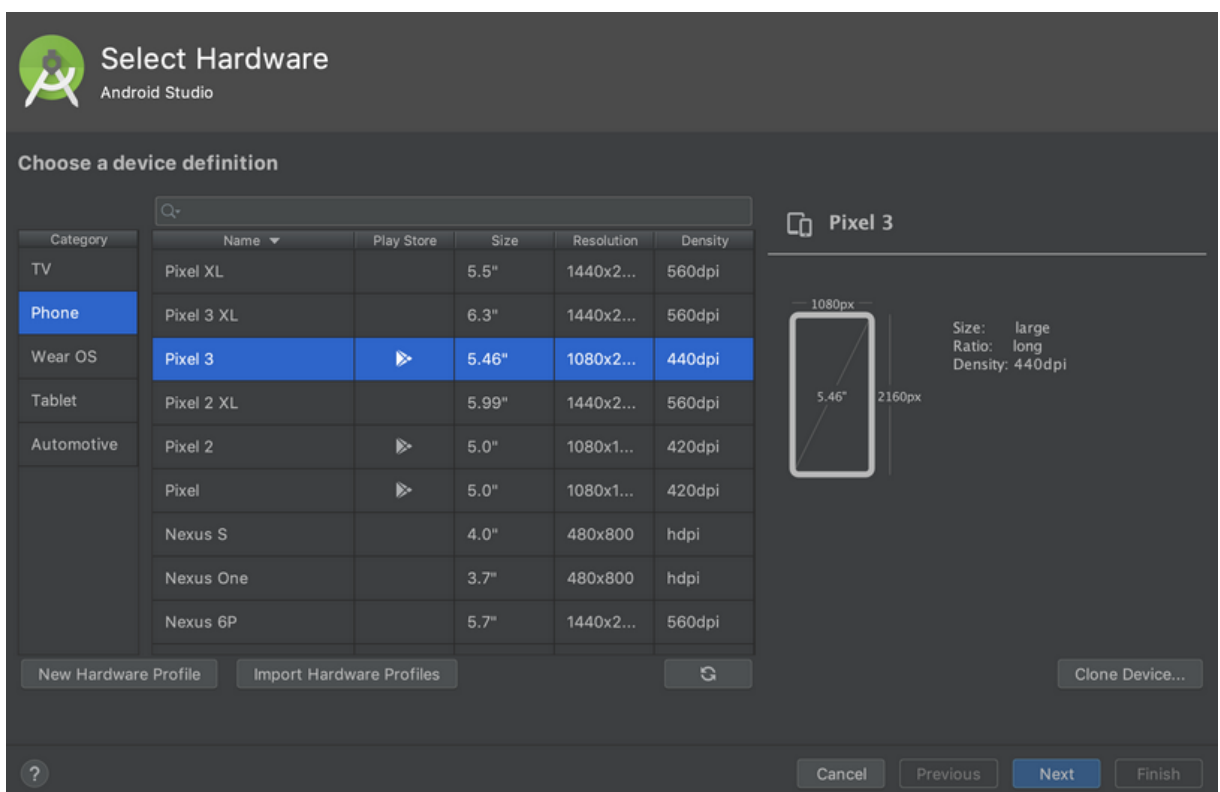 Select Hardware
Android Studio
Choose a device definition
Category
TV
Phone
Wear OS
Tablet
Automotive
Name Play Store Size Resolution Density
Pixel XL 5.5" 1440x2... 560dpi
Pixel 3 XL 6.3" 1440x2... 560dpi
Pixel 3 5.46" 1080x2... 440dpi
Pixel 2 XL 5.99" 1440x2... 560dpi
Pixel 2 5.0" 1080x1... 420dpi
Pixel 5.0" 1080x1... 420dpi
Nexus S 4.0" 480x800 hdpi
Nexus One 3.7" 480x800 hdpi
Nexus 6P 5.7" 1440x2... 560dpi
New Hardware Profile Import Hardware Profiles
Pixel 3
1080px
5.46" 2160px
Size: large
Ratio: long
Density: 440dpi
Clone Device...
? Cancel Previous Next Finish